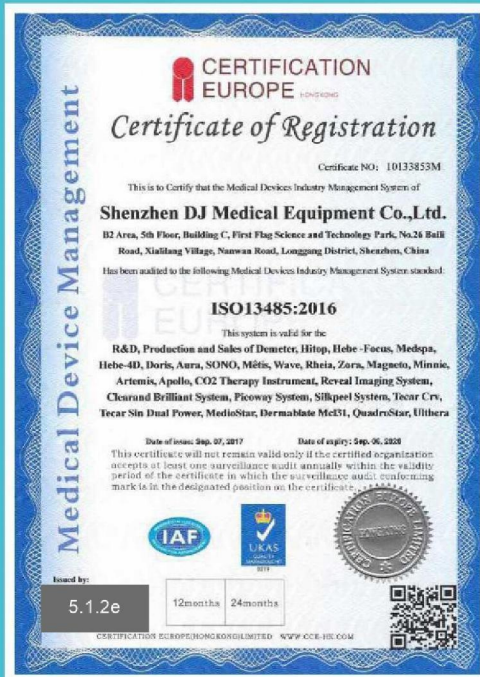 CERTIFICATION
EUROPE HONGKONG
Certificate of Registration
Medical Device Management
Certificate NO: 10133853M
This is to Certify that the Medical Devices Industry Management System of
Shenzhen DJ Medical Equipment Co.,Ltd.
B2 Area, 5th Floor, Building C, First Flag Science and Technology Park, No.26 Baili
Road, Xialilang Village, Nanwan Road, Longgang District, Shenzhen, China
Has been audited to the following Medical Devices Industry Management System standard:
ISO13485:2016
This system is valid for the
R&D, Production and Sales of Demeter, Hitop, Hebe -Focus, Medspa,
Hebe-4D, Doris, Aura, SONO, Mêtis, Wave, Rheia, Zora, Magneto, Minnie,
Artemis, Apollo, CO2 Therapy Instrument, Reveal Imaging System,
Clearand Brilliant System, Picoway System, Silkpeel System, Tecar Crv,
Tecar Sin Dual Power, MedioStar, Dermablate Mcl31, QuadroStar, Ulthera
Date of issue: Sep. 07, 2017 Date of expiry: Sep. 06,
This certificate will not remain valid only if the certified organization
accepts at least one surveillance audit annually within the validity
period of the certificate in which the surveillance audit conforming
mark is in the designated position on the certificate.
IAF
UKAS
QUALITY
MANAGEMENT
CERTIFICATION EUROPE LIMITED
Issued by:
5.1.2e
12months 24months
CERTIFICATION EUROPE(HONGKONG)LIMITED WWW.CCE-HK.COM